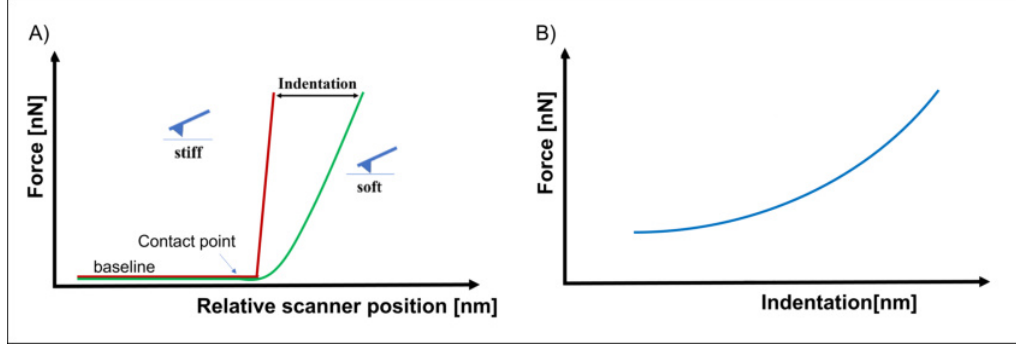 A)
Force [nN]
Indentation
stiff
soft
Contact point
baseline
Relative scanner position [nm]
B)
Force [nN]
Indentation[nm]